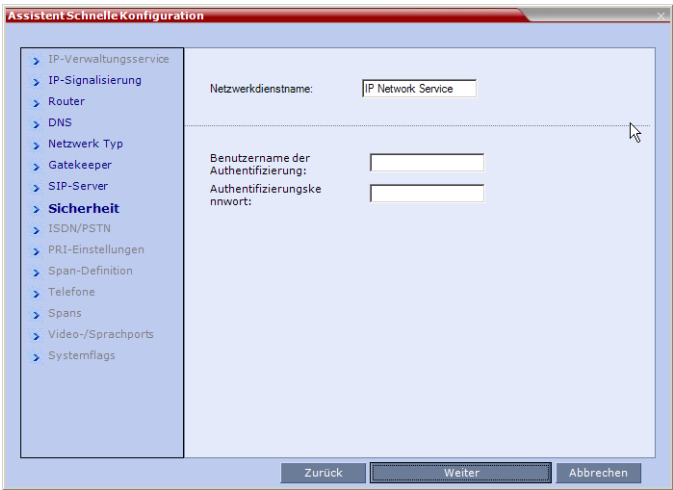 Assistent Schnelle Konfiguration
IP-Verwaltungsservice
IP-Signalisierung
Router
DNS
Netzwerk Typ
Gatekeeper
SIP-Server
Sicherheit
ISDN/PSTN
PRI-Einstellungen
Span-Definition
Telefone
Spans
Video-/Sprachports
Systemflags
Netzwerkdienstname:
IP Network Service
Benutzername der
Authentifizierung:
Authentifizierungske
nnwort:
Zurück
Weiter
Abbrechen